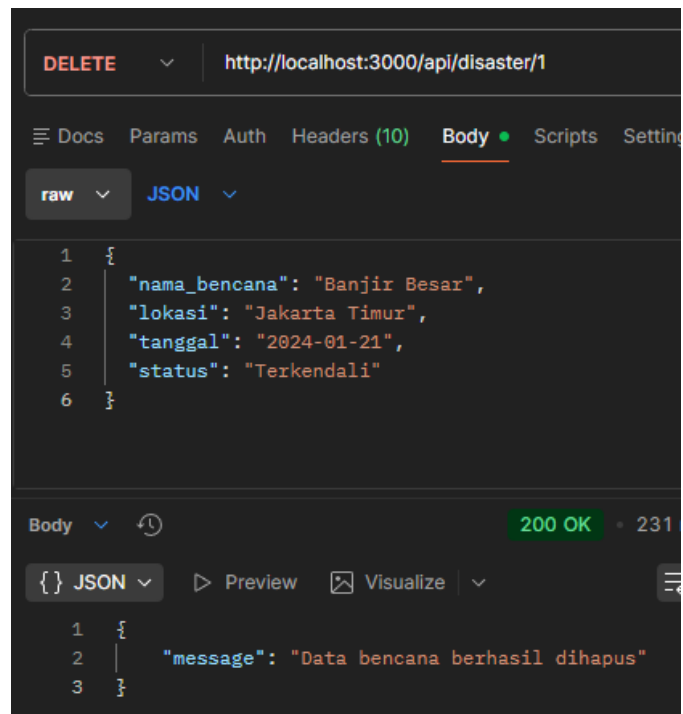 DELETE http://localhost:3000/api/disaster/1
Docs Params Auth Headers (10) Body Scripts Setting
raw JSON
1 {
2 "nama_bencana": "Banjir Besar",
3 "lokasi": "Jakarta Timur",
4 "tanggal": "2024-01-21",
5 "status": "Terkendali"
6 }
Body 200 OK 231
{} JSON Preview Visualize
1 {
2 "message": "Data bencana berhasil dihapus"
3 }